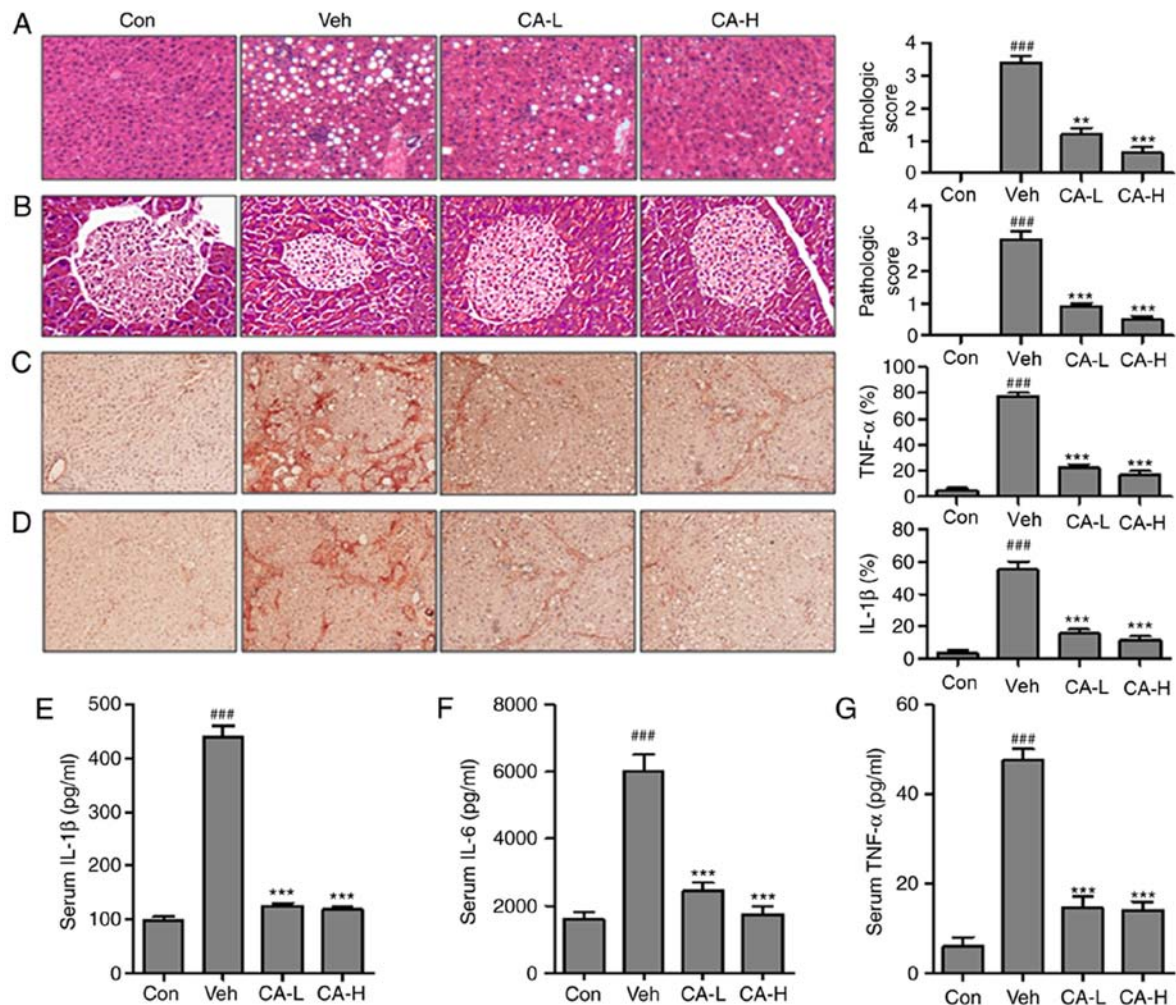 A
Con
Veh
CA-L
CA-H
Pathologic
score
4
3
2
1
0
###
**
***
Con
Veh
CA-L
CA-H
B
Pathologic
score
4
3
2
1
0
###
***
***
Con
Veh
CA-L
CA-H
C
TNF-α (%)
100
80
60
40
20
0
###
***
***
Con
Veh
CA-L
CA-H
D
IL-1β (%)
80
60
40
20
0
###
***
***
Con
Veh
CA-L
CA-H
E
Serum IL-1β (pg/ml)
500
400
300
200
100
0
###
***
***
Con
Veh
CA-L
CA-H
F
Serum IL-6 (pg/ml)
8000
6000
4000
2000
0
###
***
***
Con
Veh
CA-L
CA-H
G
Serum TNF-α (pg/ml)
60
40
20
0
###
***
***
Con
Veh
CA-L
CA-H